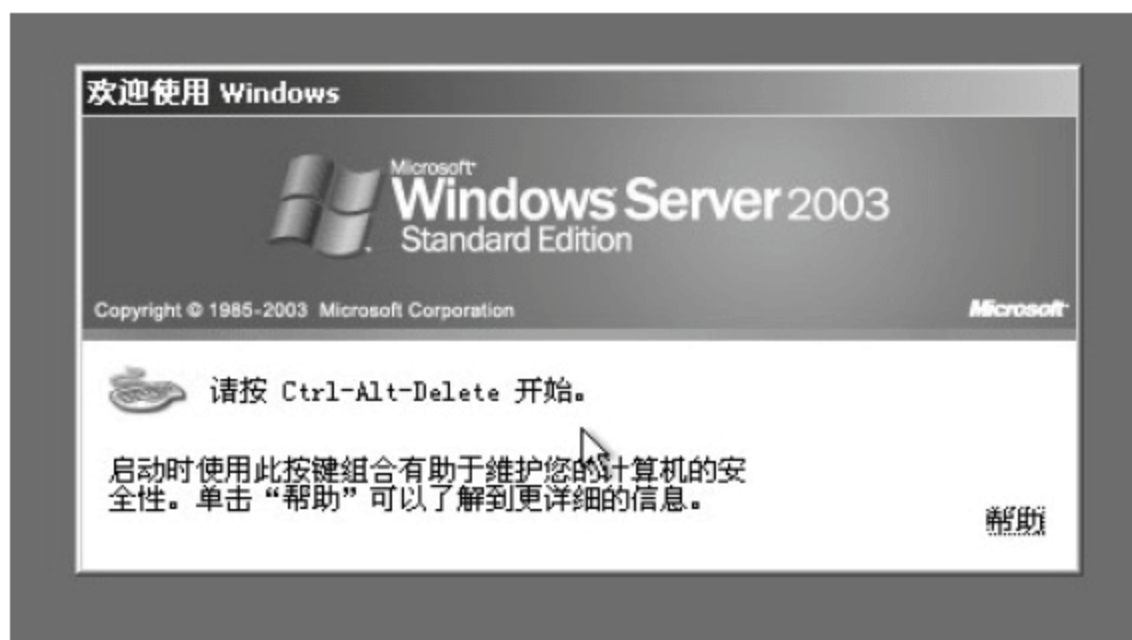 欢迎使用 Windows
Microsoft
Windows Server 2003
Standard Edition
Copyright © 1985-2003 Microsoft Corporation
Microsoft
请按 Ctrl-Alt-Delete 开始。
启动时使用此按键组合有助于维护您的计算机的安
全性。单击“帮助”可以了解到更详细的信息。
帮助